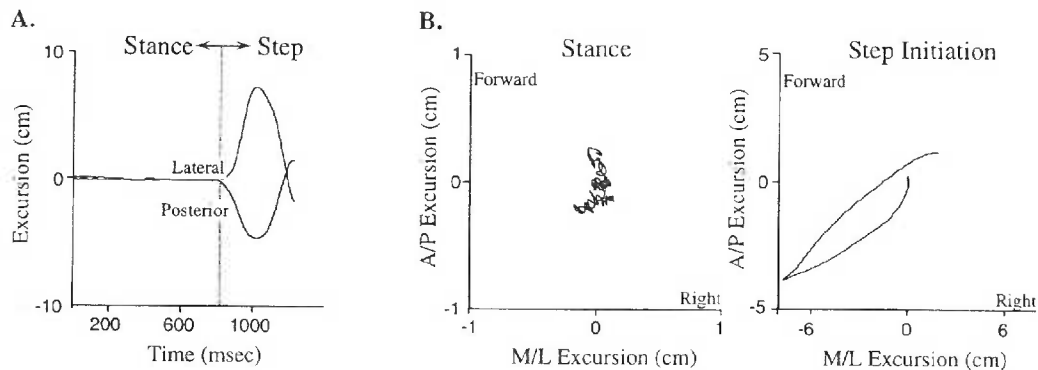 A.
Stance Step
10
0
-10
Excursion (cm)
Lateral
Posterior
200 600 1000
Time (msec)
B.
Stance
1
0
-1
A/P Excursion (cm)
Forward
Right
-1 0 1
M/L Excursion (cm)
Step Initiation
5
0
-5
A/P Excursion (cm)
Forward
Right
-6 0 6
M/L Excursion (cm)